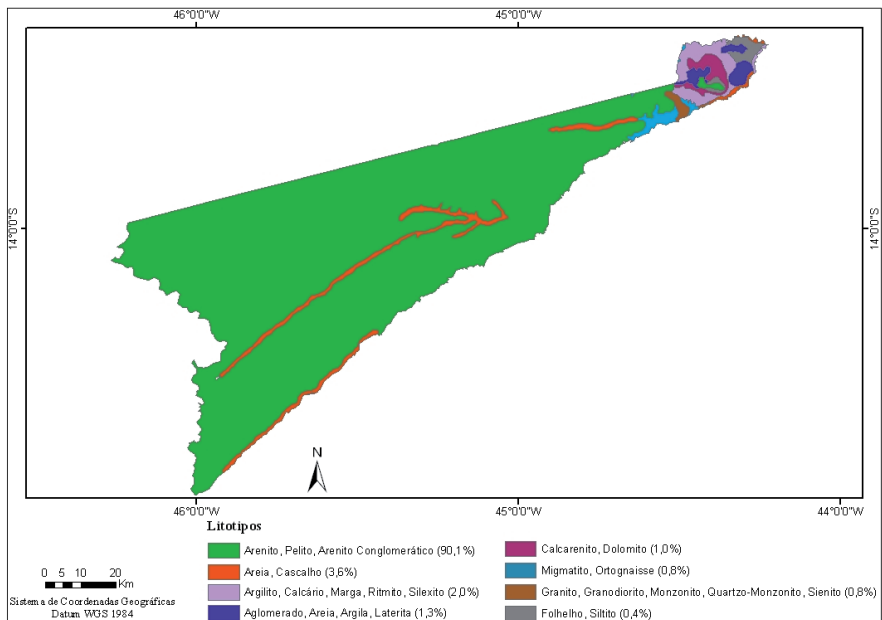 46°0'0"W
45°0'0"W
14°0'0"S
14°0'0"S
N
46°0'0"W
45°0'0"W
44°0'0"W
Litotipos
Arenito, Pelito, Arenito Conglomerático (90,1%)
Areia, Cascalho (3,6%)
Argilito, Calcário, Marga, Ritmito, Silexito (2,0%)
Aglomerado, Areia, Argila, Laterita (1,3%)
Calcarenito, Dolomito (1,0%)
Migmatito, Ortognaisse (0,8%)
Granito, Granodiorito, Monzonito, Quartzo-Monzonito, Sienito (0,8%)
Folhelho, Siltito (0,4%)
0 5 10 20
Km
Sistema de Coordenadas Geográficas
Datum WGS 1984